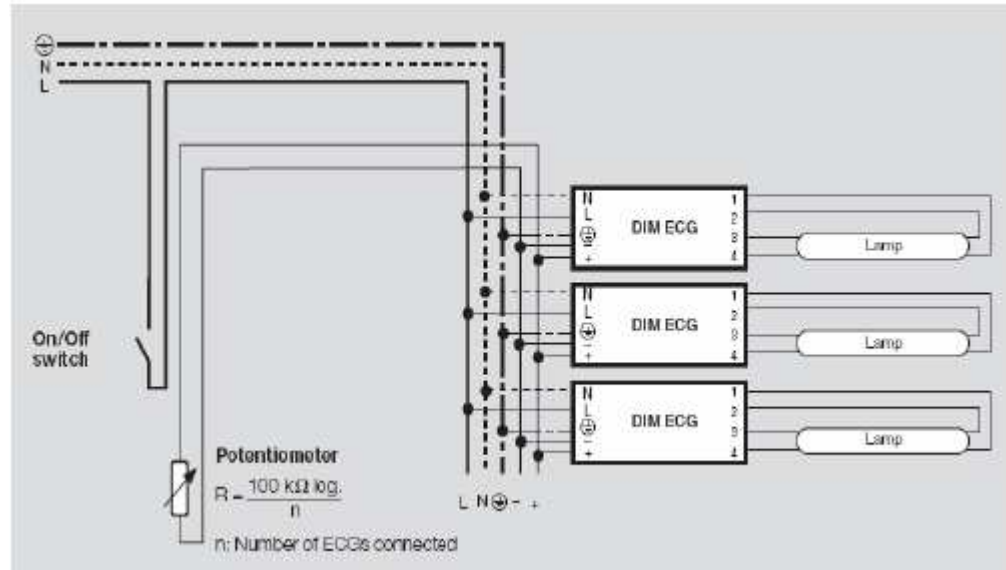 ⏚
N
L
N
L
⏚
-
+
DIM ECG
1
2
3
4
Lamp
N
L
⏚
-
+
DIM ECG
1
2
3
4
Lamp
On/Off
switch
N
L
⏚
-
+
DIM ECG
1
2
3
4
Lamp
Potentiometer
R = 100 kΩ log.
n
L N ⏚ - +
n: Number of ECGs connected